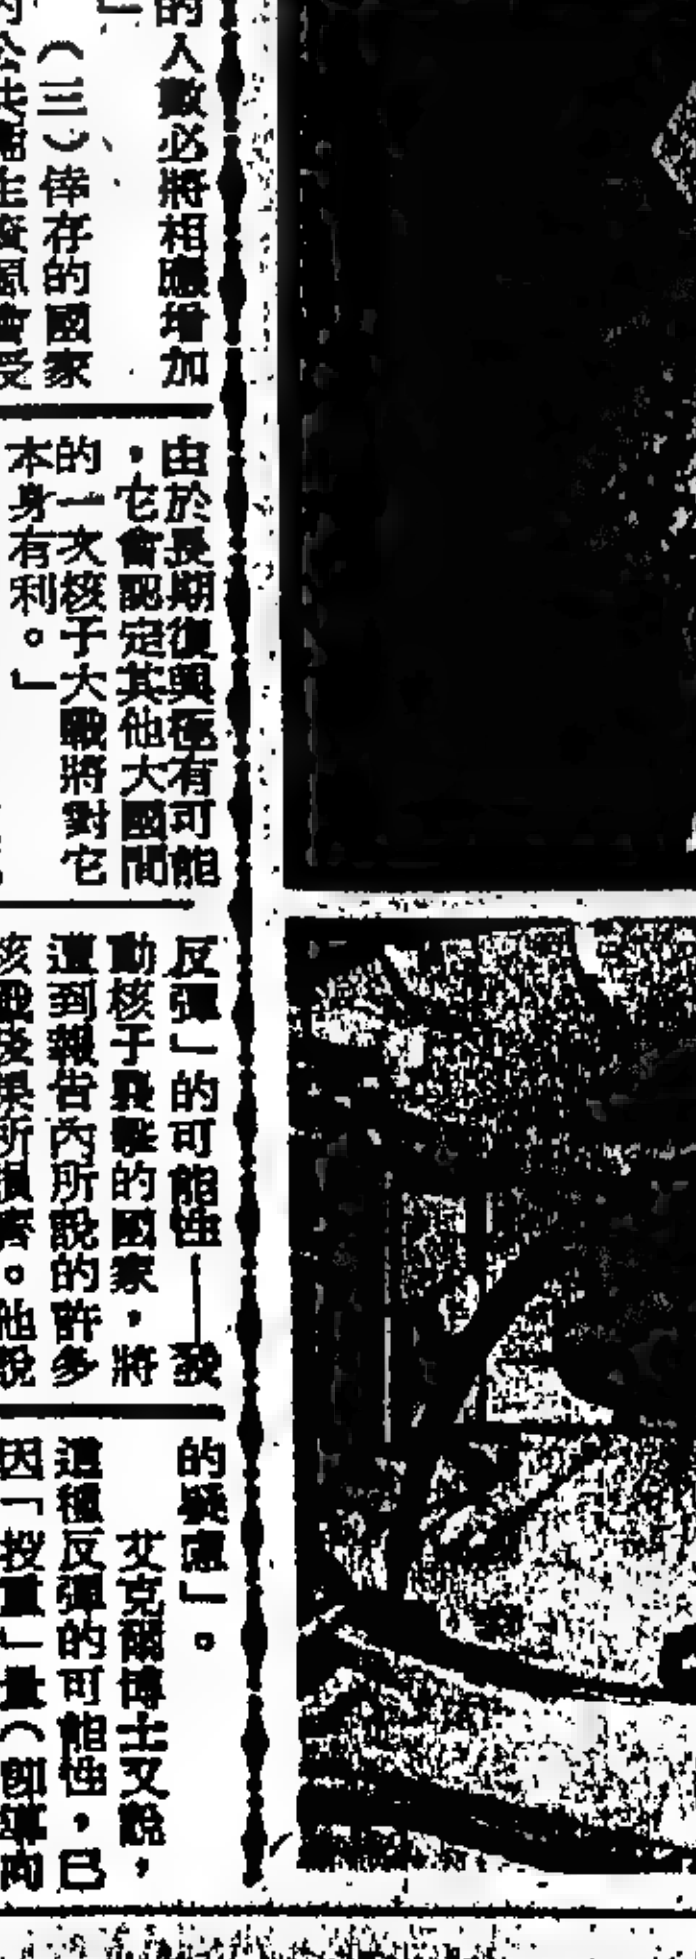 的人數必將相應增加
」
(三)倖存的國家
由於長期復興極有可能
，它會認定其他大國間
的一次核子大戰將對它
本身有利。」
反彈」的可能性——發
動核子襲擊的國家，將
遭到報告內所說的許多
核戰後果所損害。他說
的疑慮」。
艾克爾博士又說，
這種反彈的可能性，已
因「投重」量（即彈向